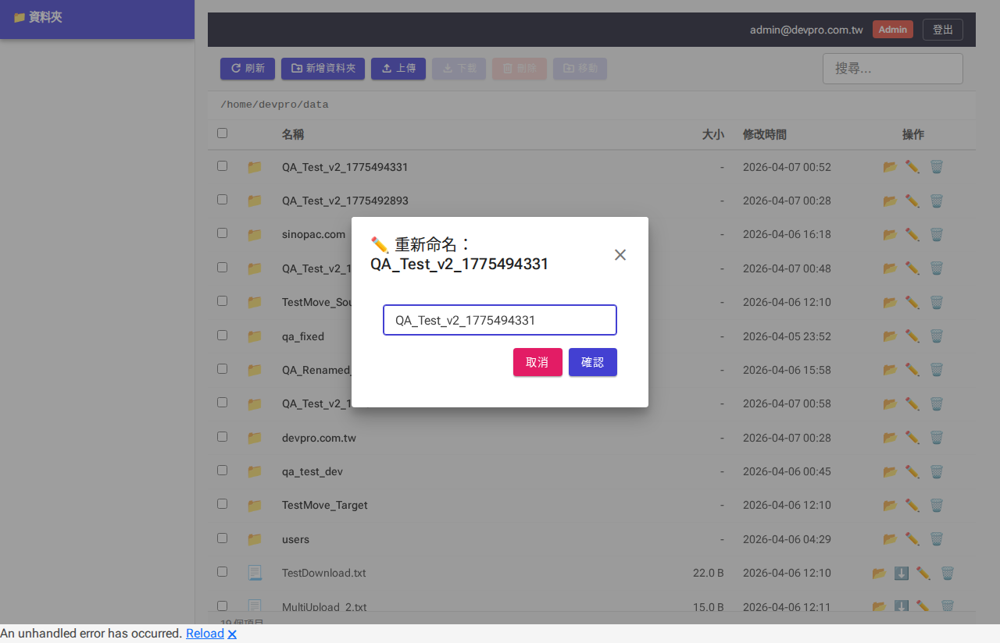 資料夾
admin@devpro.com.tw Admin 登出
刷新 新增資料夾 上傳 下載 刪除 移動 搜尋...
/home/devpro/data
名稱 大小 修改時間 操作
QA_Test_v2_1775494331 - 2026-04-07 00:52
QA_Test_v2_1775492893 - 2026-04-07 00:28
sinopac.com - 2026-04-06 16:18
QA_Test_v2_1 - 2026-04-07 00:48
TestMove_Sou - 2026-04-06 12:10
qa_fixed - 2026-04-05 23:52
QA_Renamed_ - 2026-04-06 15:58
QA_Test_v2_1 - 2026-04-07 00:58
devpro.com.tw - 2026-04-07 00:28
qa_test_dev - 2026-04-06 00:45
TestMove_Target - 2026-04-06 12:10
users - 2026-04-06 04:29
TestDownload.txt 22.0 B 2026-04-06 12:10
MultiUpload_2.txt 15.0 B 2026-04-06 12:11
19 個項目
重新命名：
QA_Test_v2_1775494331
QA_Test_v2_1775494331
取消 確認
An unhandled error has occurred. Reload